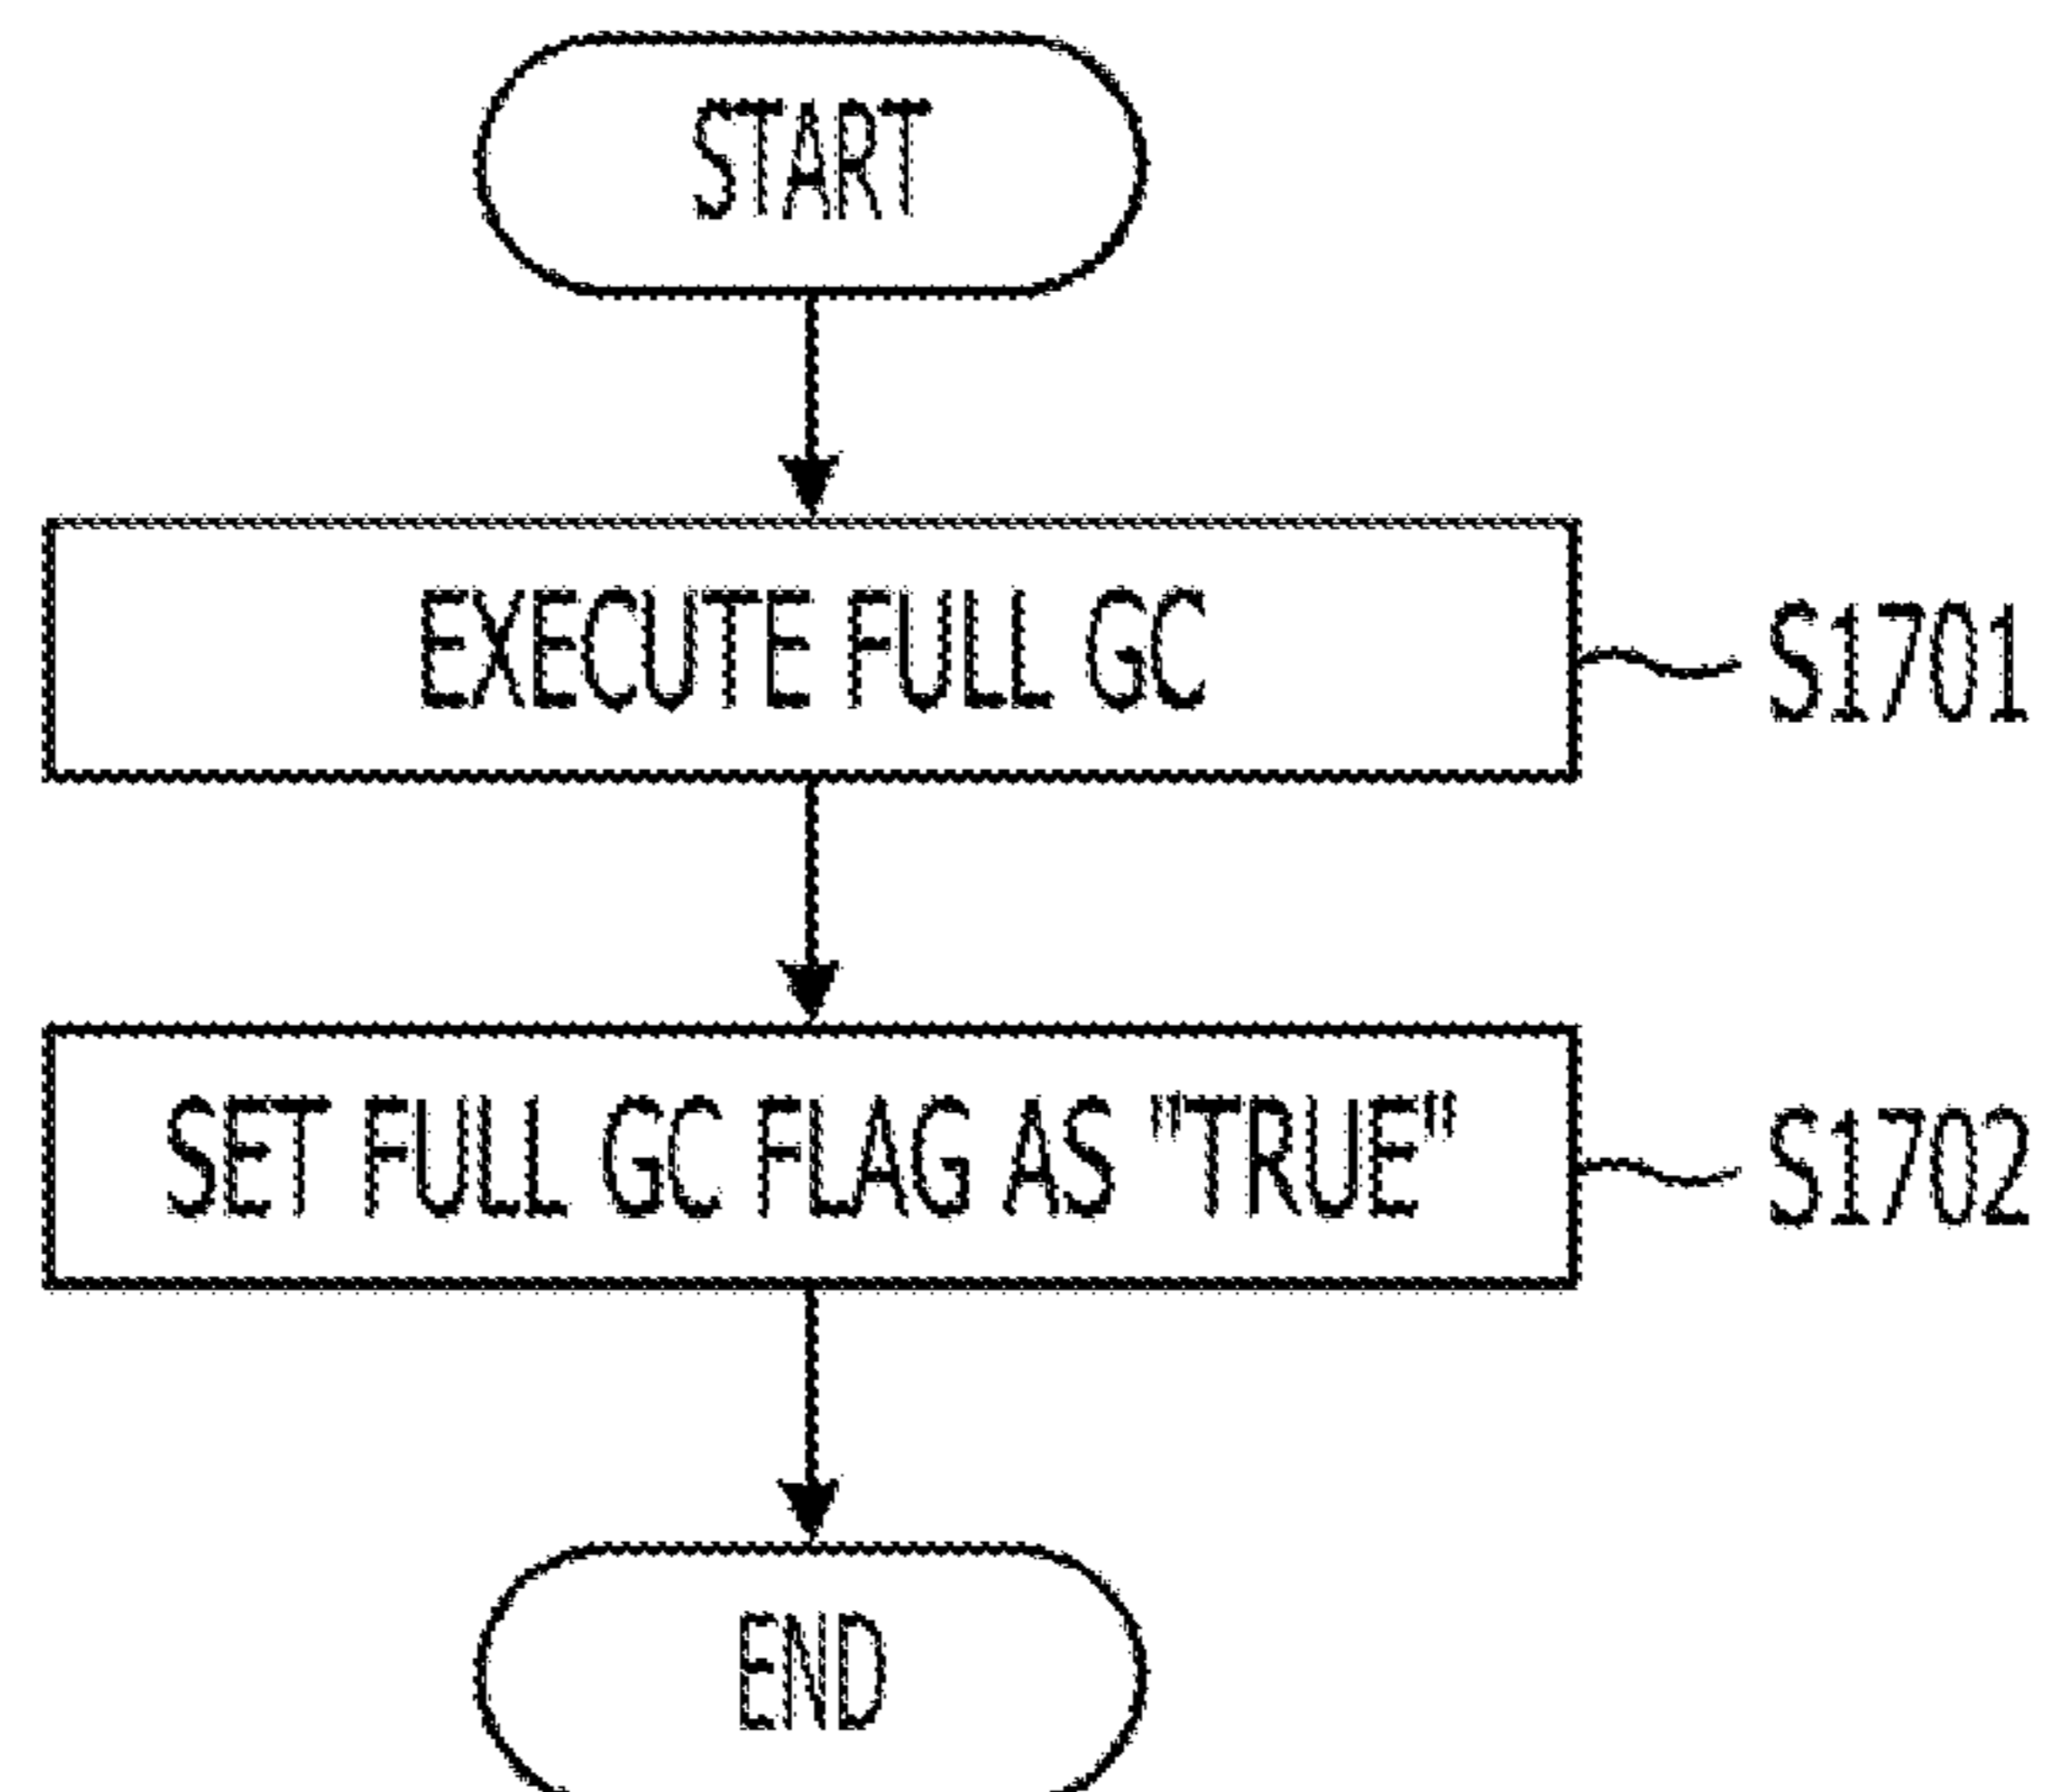 START
EXECUTE FULL GC
S1701
SET FULL GC FLAG AS "TRUE"
S1702
END